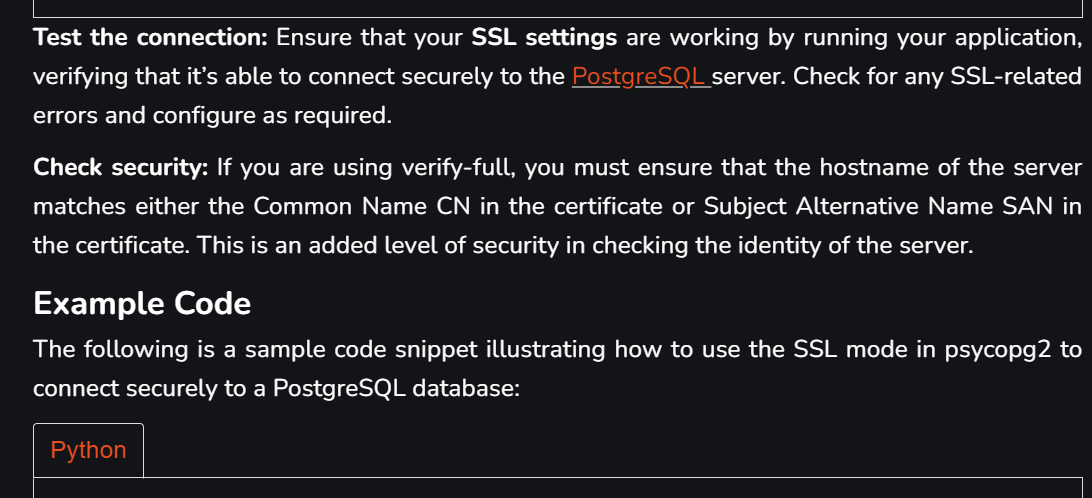 Test the connection: Ensure that your SSL settings are working by running your application,
verifying that it’s able to connect securely to the PostgreSQL server. Check for any SSL-related
errors and configure as required.
Check security: If you are using verify-full, you must ensure that the hostname of the server
matches either the Common Name CN in the certificate or Subject Alternative Name SAN in
the certificate. This is an added level of security in checking the identity of the server.
Example Code
The following is a sample code snippet illustrating how to use the SSL mode in psycopg2 to
connect securely to a PostgreSQL database:
Python